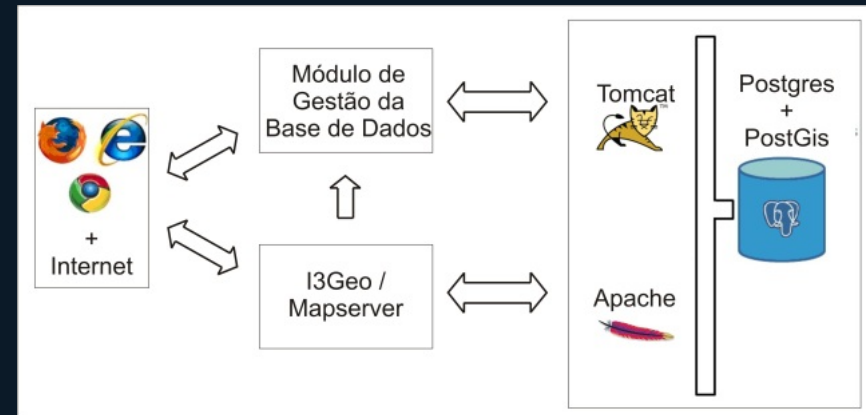 +
Internet
Módulo de
Gestão da
Base de Dados
I3Geo /
Mapserver
Tomcat
Apache
Postgres
+
PostGis